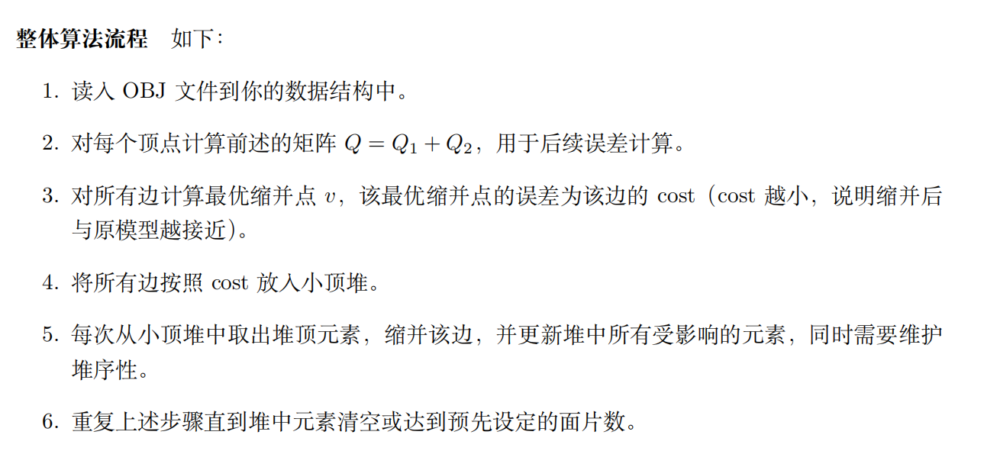 整体算法流程 如下：
1. 读入 OBJ 文件到你的数据结构中。
2. 对每个顶点计算前述的矩阵 Q = Q₁ + Q₂，用于后续误差计算。
3. 对所有边计算最优缩并点 v，该最优缩并点的误差为该边的 cost（cost 越小，说明缩并后
与原模型越接近）。
4. 将所有边按照 cost 放入小顶堆。
5. 每次从小顶堆中取出堆顶元素，缩并该边，并更新堆中所有受影响的元素，同时需要维护
堆序性。
6. 重复上述步骤直到堆中元素清空或达到预先设定的面片数。